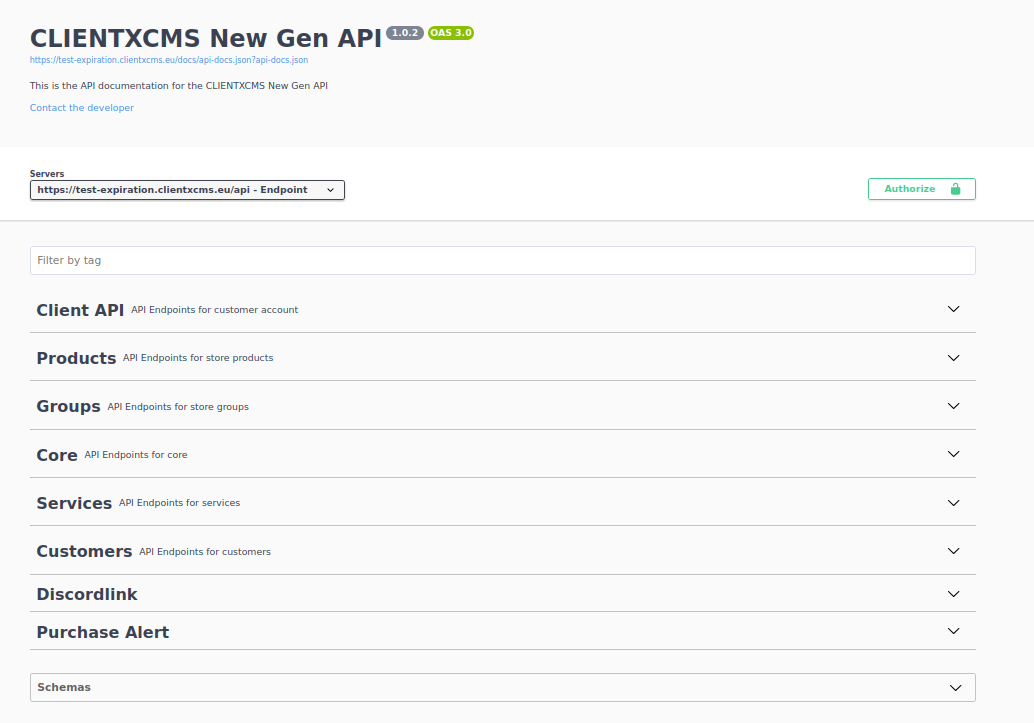 CLIENTXCMS New Gen API 1.0.2 OAS 3.0
https://test-expiration.clientxcms.eu/docs/api-docs.json?api-docs.json
This is the API documentation for the CLIENTXCMS New Gen API
Contact the developer
Servers
https://test-expiration.clientxcms.eu/api - Endpoint
Authorize
Filter by tag
Client API API Endpoints for customer account
Products API Endpoints for store products
Groups API Endpoints for store groups
Core API Endpoints for core
Services API Endpoints for services
Customers API Endpoints for customers
Discordlink
Purchase Alert
Schemas